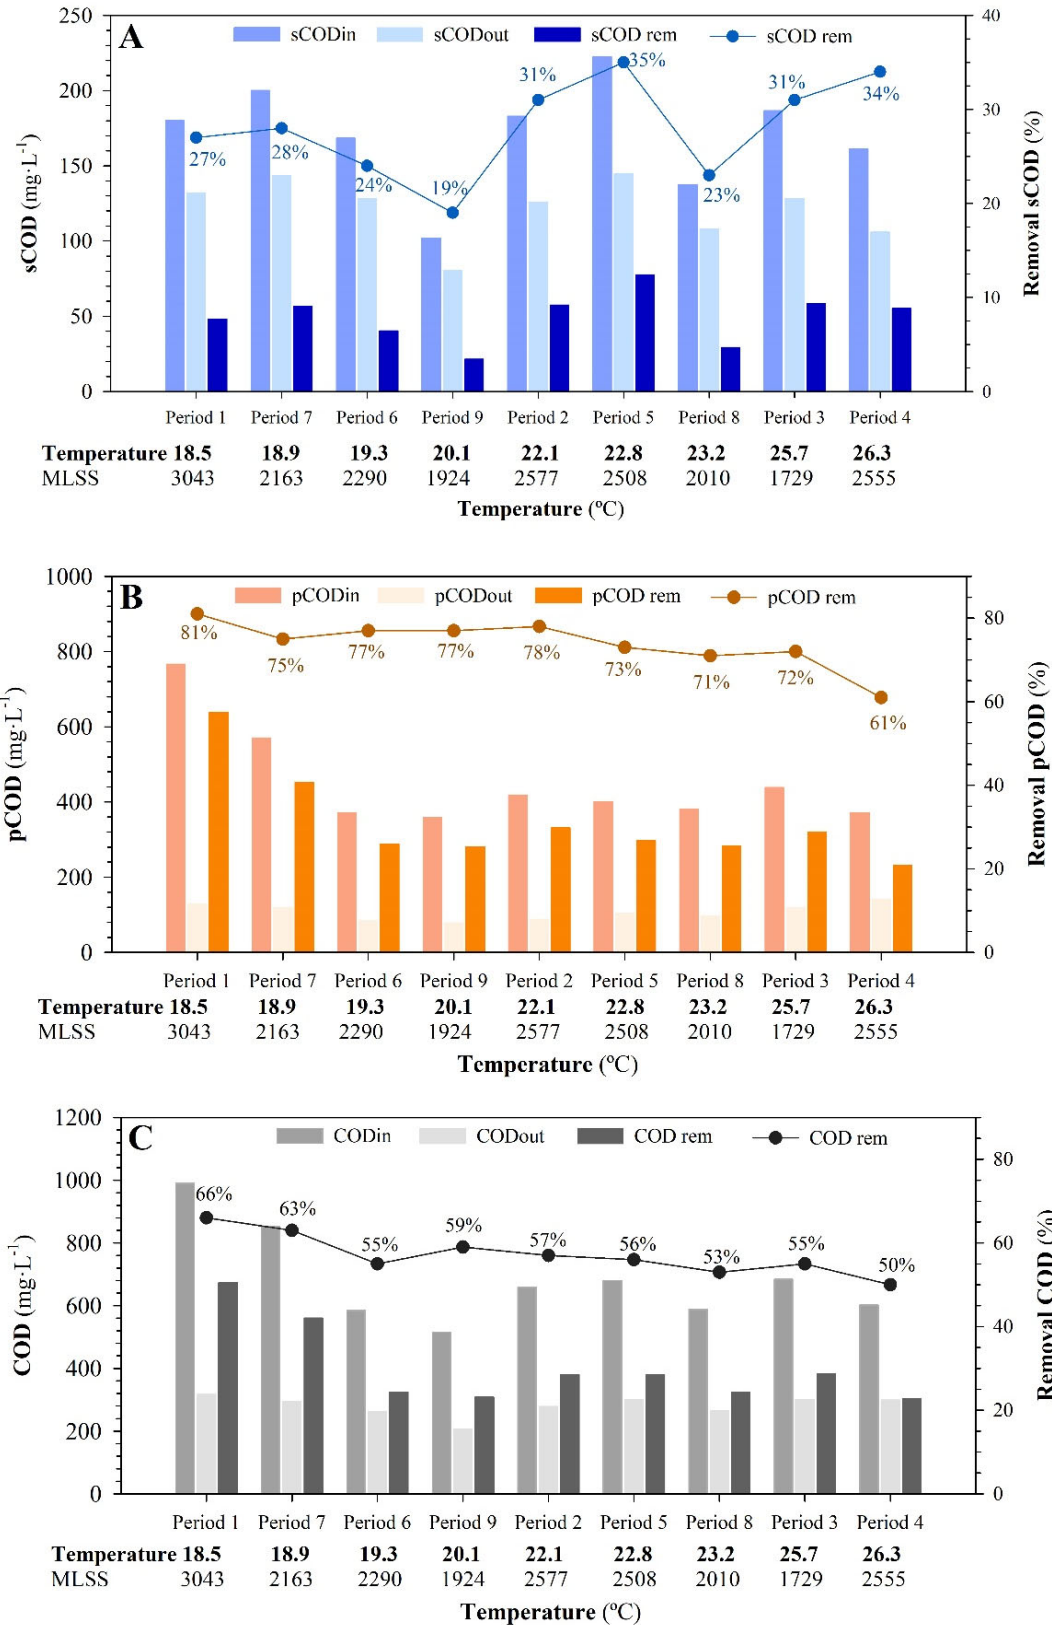 A
sCODin sCODout sCOD rem sCOD rem
250
200
150
100
50
0
sCOD (mg·L-1)
40
30
20
10
0
Removal sCOD (%)
27% 28% 24% 19% 31% 35% 23% 31% 34%
Period 1 Period 7 Period 6 Period 9 Period 2 Period 5 Period 8 Period 3 Period 4
Temperature 18.5 18.9 19.3 20.1 22.1 22.8 23.2 25.7 26.3
MLSS 3043 2163 2290 1924 2577 2508 2010 1729 2555
Temperature (ºC)
B
pCODin pCODout pCOD rem pCOD rem
1000
800
600
400
200
0
pCOD (mg·L-1)
80
60
40
20
0
Removal pCOD (%)
81% 75% 77% 77% 78% 73% 71% 72% 61%
Period 1 Period 7 Period 6 Period 9 Period 2 Period 5 Period 8 Period 3 Period 4
Temperature 18.5 18.9 19.3 20.1 22.1 22.8 23.2 25.7 26.3
MLSS 3043 2163 2290 1924 2577 2508 2010 1729 2555
Temperature (ºC)
C
CODin CODout COD rem COD rem
1200
1000
800
600
400
200
0
COD (mg·L-1)
80
60
40
20
0
Removal COD (%)
66% 63% 55% 59% 57% 56% 53% 55% 50%
Period 1 Period 7 Period 6 Period 9 Period 2 Period 5 Period 8 Period 3 Period 4
Temperature 18.5 18.9 19.3 20.1 22.1 22.8 23.2 25.7 26.3
MLSS 3043 2163 2290 1924 2577 2508 2010 1729 2555
Temperature (ºC)